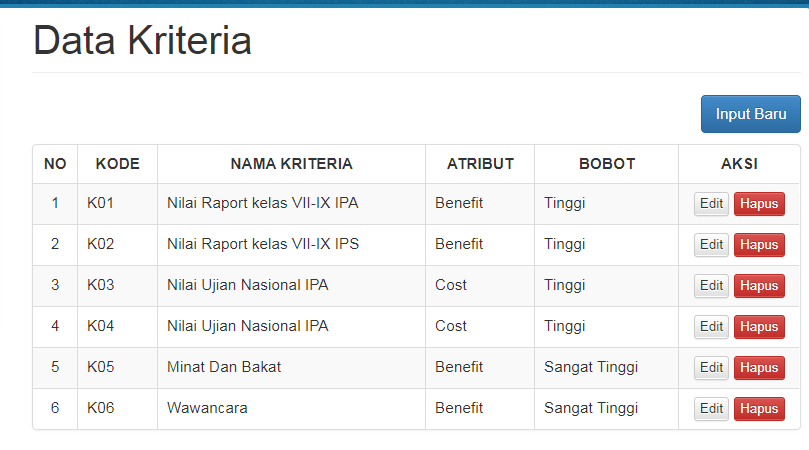 Data Kriteria
Input Baru
NO KODE NAMA KRITERIA ATRIBUT BOBOT AKSI
1 K01 Nilai Raport kelas VII-IX IPA Benefit Tinggi Edit Hapus
2 K02 Nilai Raport kelas VII-IX IPS Benefit Tinggi Edit Hapus
3 K03 Nilai Ujian Nasional IPA Cost Tinggi Edit Hapus
4 K04 Nilai Ujian Nasional IPA Cost Tinggi Edit Hapus
5 K05 Minat Dan Bakat Benefit Sangat Tinggi Edit Hapus
6 K06 Wawancara Benefit Sangat Tinggi Edit Hapus